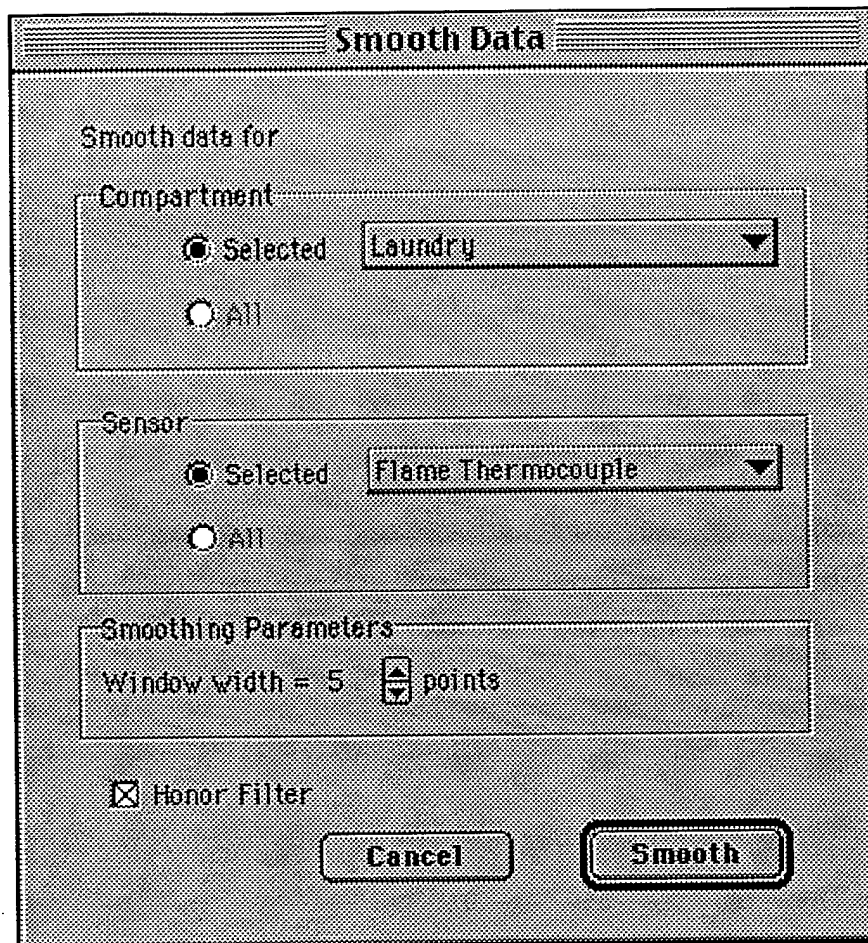 Smooth Data
Smooth data for
Compartment
Selected Laundry
All
Sensor
Selected Flame Thermocouple
All
Smoothing Parameters
Window width = 5 points
Honor Filter
Cancel Smooth